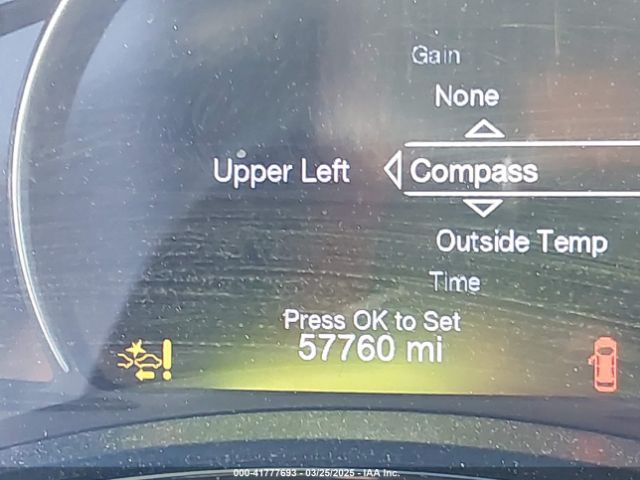 Gain
None
Upper Left Compass
Outside Temp
Time
Press OK to Set
57760 mi
000-41777693 - 03/25/2025 - IAA Inc.